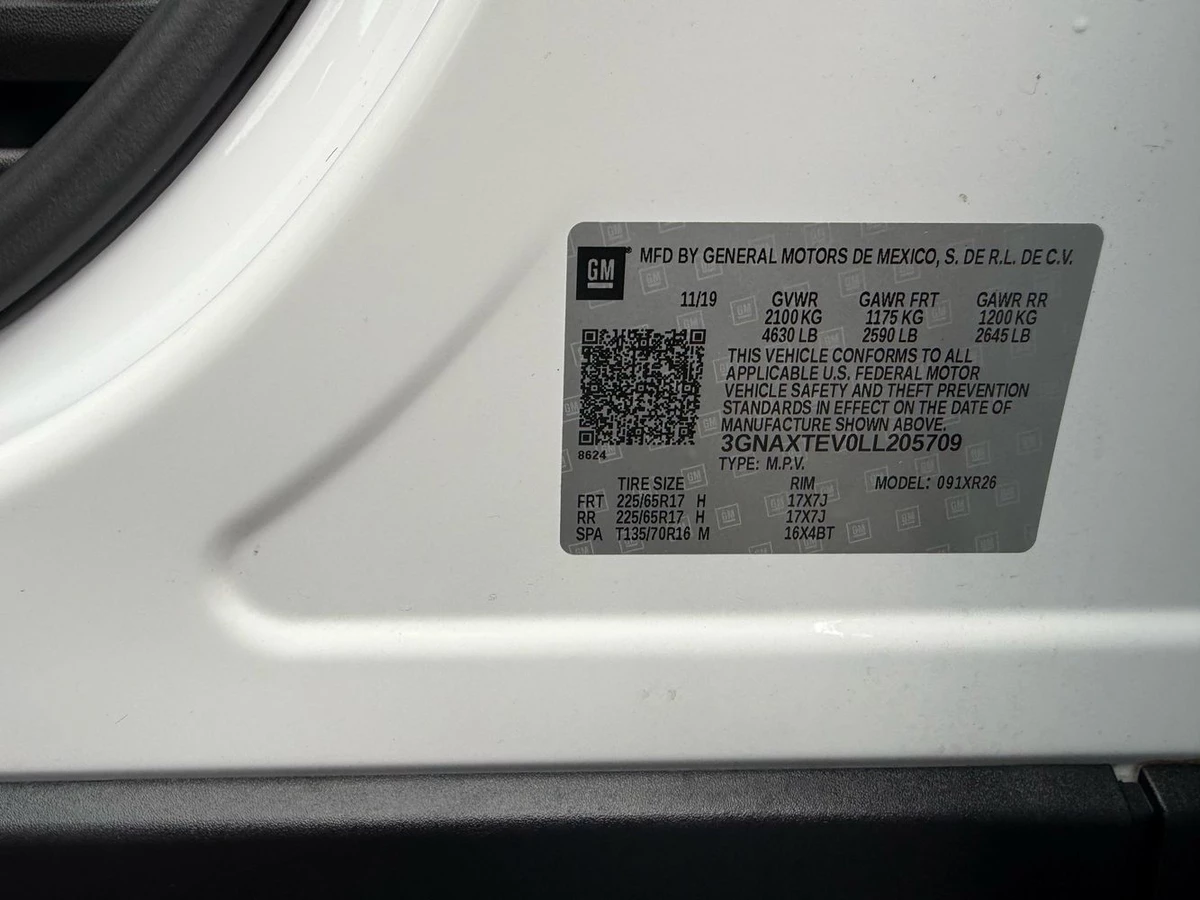 GM
MFD BY GENERAL MOTORS DE MEXICO, S. DE R.L. DE C.V.
11/19 GVWR GAWR FRT GAWR RR
2100 KG 1175 KG 1200 KG
4630 LB 2590 LB 2645 LB
THIS VEHICLE CONFORMS TO ALL
APPLICABLE U.S. FEDERAL MOTOR
VEHICLE SAFETY AND THEFT PREVENTION
STANDARDS IN EFFECT ON THE DATE OF
MANUFACTURE SHOWN ABOVE.
3GNAXTEV0LL205709
8624
TYPE: M.P.V.
TIRE SIZE RIM MODEL: 091XR26
FRT 225/65R17 H 17X7J
RR 225/65R17 H 17X7J
SPA T135/70R16 M 16X4BT